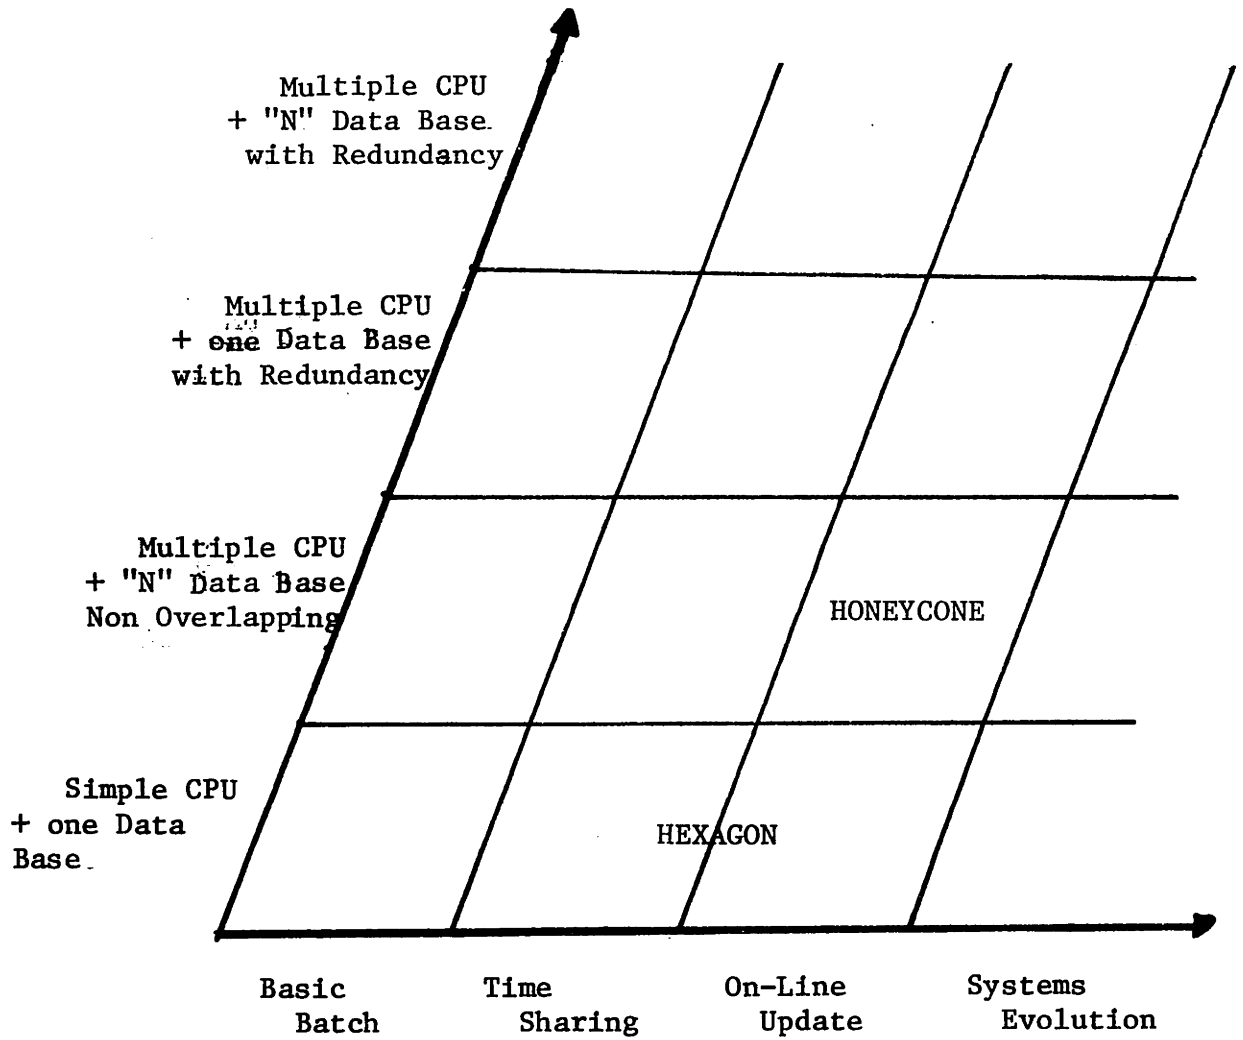 Multiple CPU
+ "N" Data Base
with Redundancy
Multiple CPU
+ one Data Base
with Redundancy
Multiple CPU
+ "N" Data Base
Non Overlapping
HONEYCONE
Simple CPU
+ one Data
Base
HEXAGON
Basic
Batch
Time
Sharing
On-Line
Update
Systems
Evolution